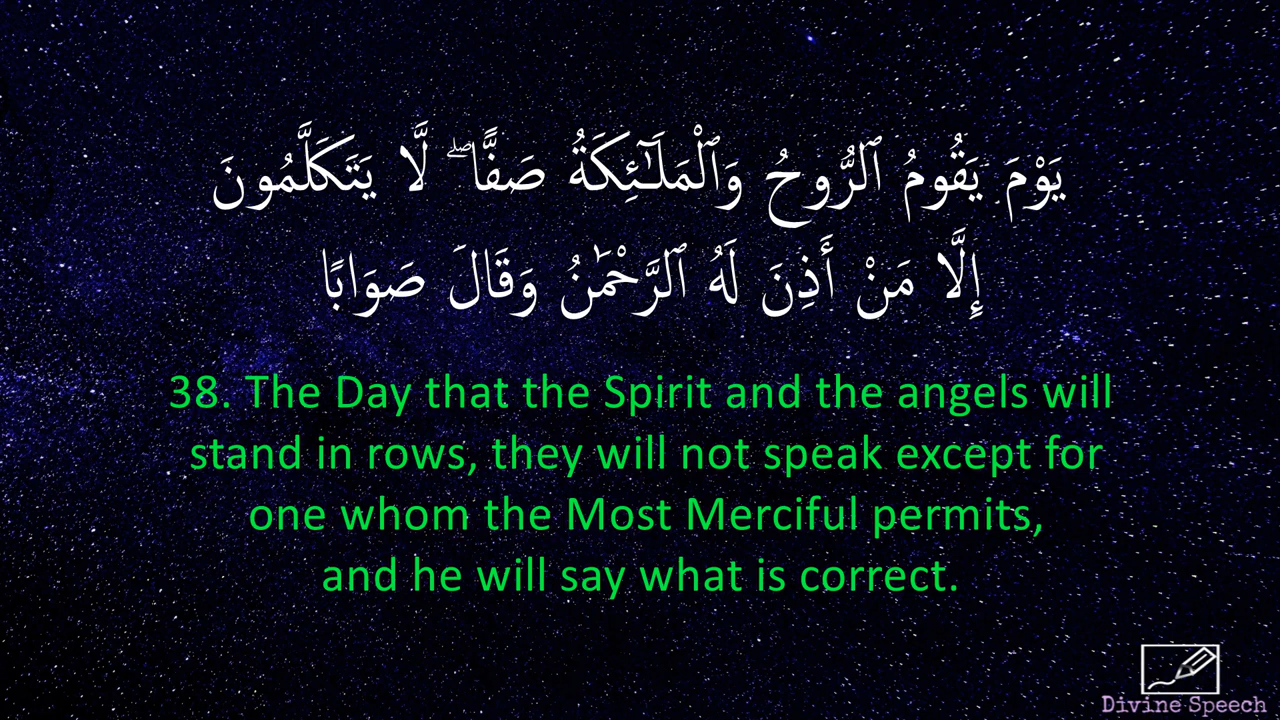 يَوْمَ يَقُومُ ٱلرُّوحُ وَٱلْمَلَـٰٓئِكَةُ صَفًّا ۖ لَّا يَتَكَلَّمُونَ
إِلَّا مَنْ أَذِنَ لَهُ ٱلرَّحْمَـٰنُ وَقَالَ صَوَابًا
38. The Day that the Spirit and the angels will
stand in rows, they will not speak except for
one whom the Most Merciful permits,
and he will say what is correct.
Divine Speech